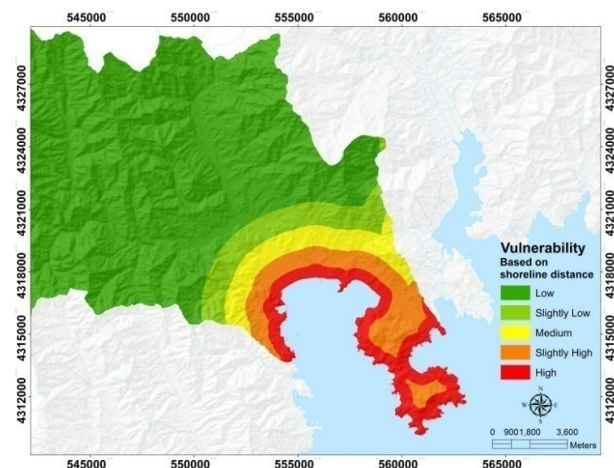 545000 550000 555000 560000 565000
4327000 4327000
4324000 4324000
4321000 4321000
4318000 4318000
4315000 4315000
4312000 4312000
Vulnerability
Based on
shoreline distance
Low
Slightly Low
Medium
Slightly High
High
N
W E
S
0 900 1,800 3,600
Meters
545000 550000 555000 560000 565000